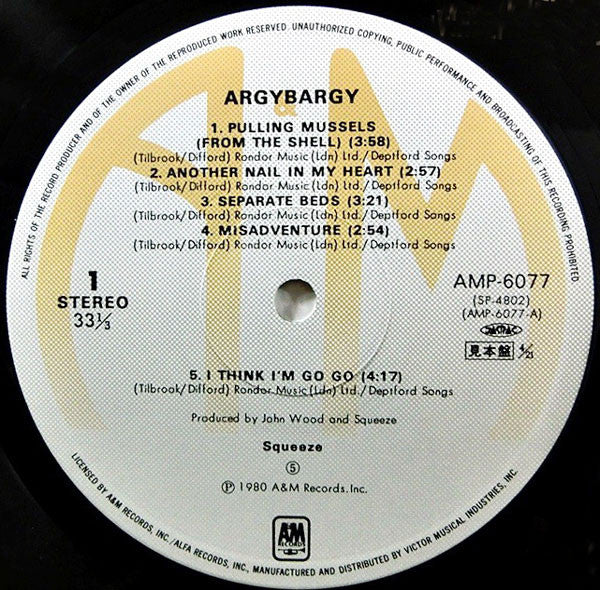 ALL RIGHTS OF THE RECORD PRODUCER AND OF THE OWNER OF THE REPRODUCED WORK RESERVED. UNAUTHORIZED COPYING, PUBLIC PERFORMANCE AND BROADCASTING OF THIS RECORDING PROHIBITED
ARGYBARGY
1. PULLING MUSSELS
(FROM THE SHELL) (3:58)
(Tilbrook/Difford) Rondor Music (Ldn) Ltd./Deptford Songs
2. ANOTHER NAIL IN MY HEART (2:57)
(Tilbrook/Difford) Rondor Music (Ldn) Ltd./Deptford Songs
3. SEPARATE BEDS (3:21)
(Tilbrook/Difford) Rondor Music (Ldn) Ltd./Deptford Songs
4. MISADVENTURE (2:54)
(Tilbrook/Difford) Rondor Music (Ldn) Ltd./Deptford Songs
1
STEREO
33⅓
AMP-6077
(SP-4802)
(AMP-6077-A)
見本盤 4/21
5. I THINK I'M GO GO (4:17)
(Tilbrook/Difford) Rondor Music (Ldn) Ltd./Deptford Songs
Produced by John Wood and Squeeze
Squeeze
⑤
Ⓟ 1980 A&M Records. Inc.
A&M
RECORDS
LICENSED BY A&M RECORDS, INC./ALFA RECORDS, INC., MANUFACTURED AND DISTRIBUTED BY VICTOR MUSICAL INDUSTRIES, INC.